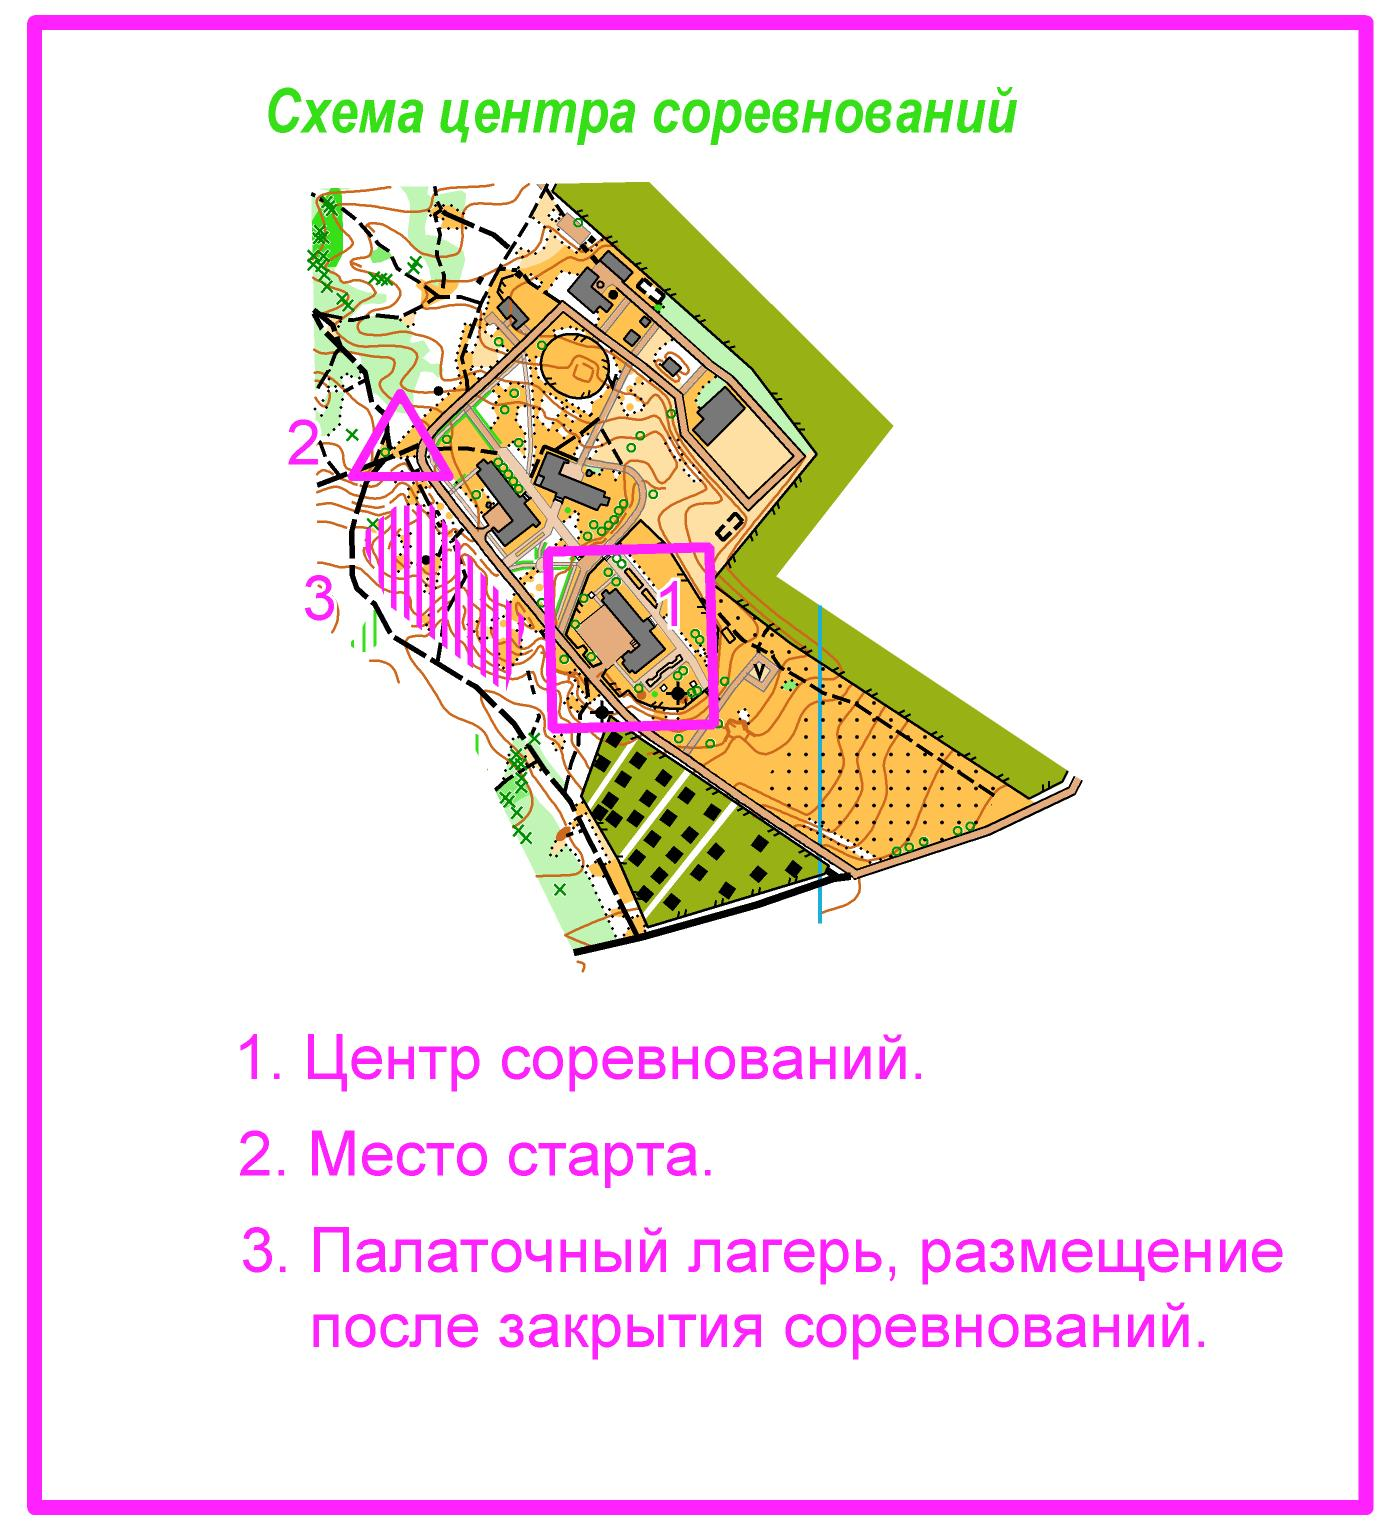 Схема центра соревнований
2
3
1
1. Центр соревнований.
2. Место старта.
3. Палаточный лагерь, размещение
после закрытия соревнований.